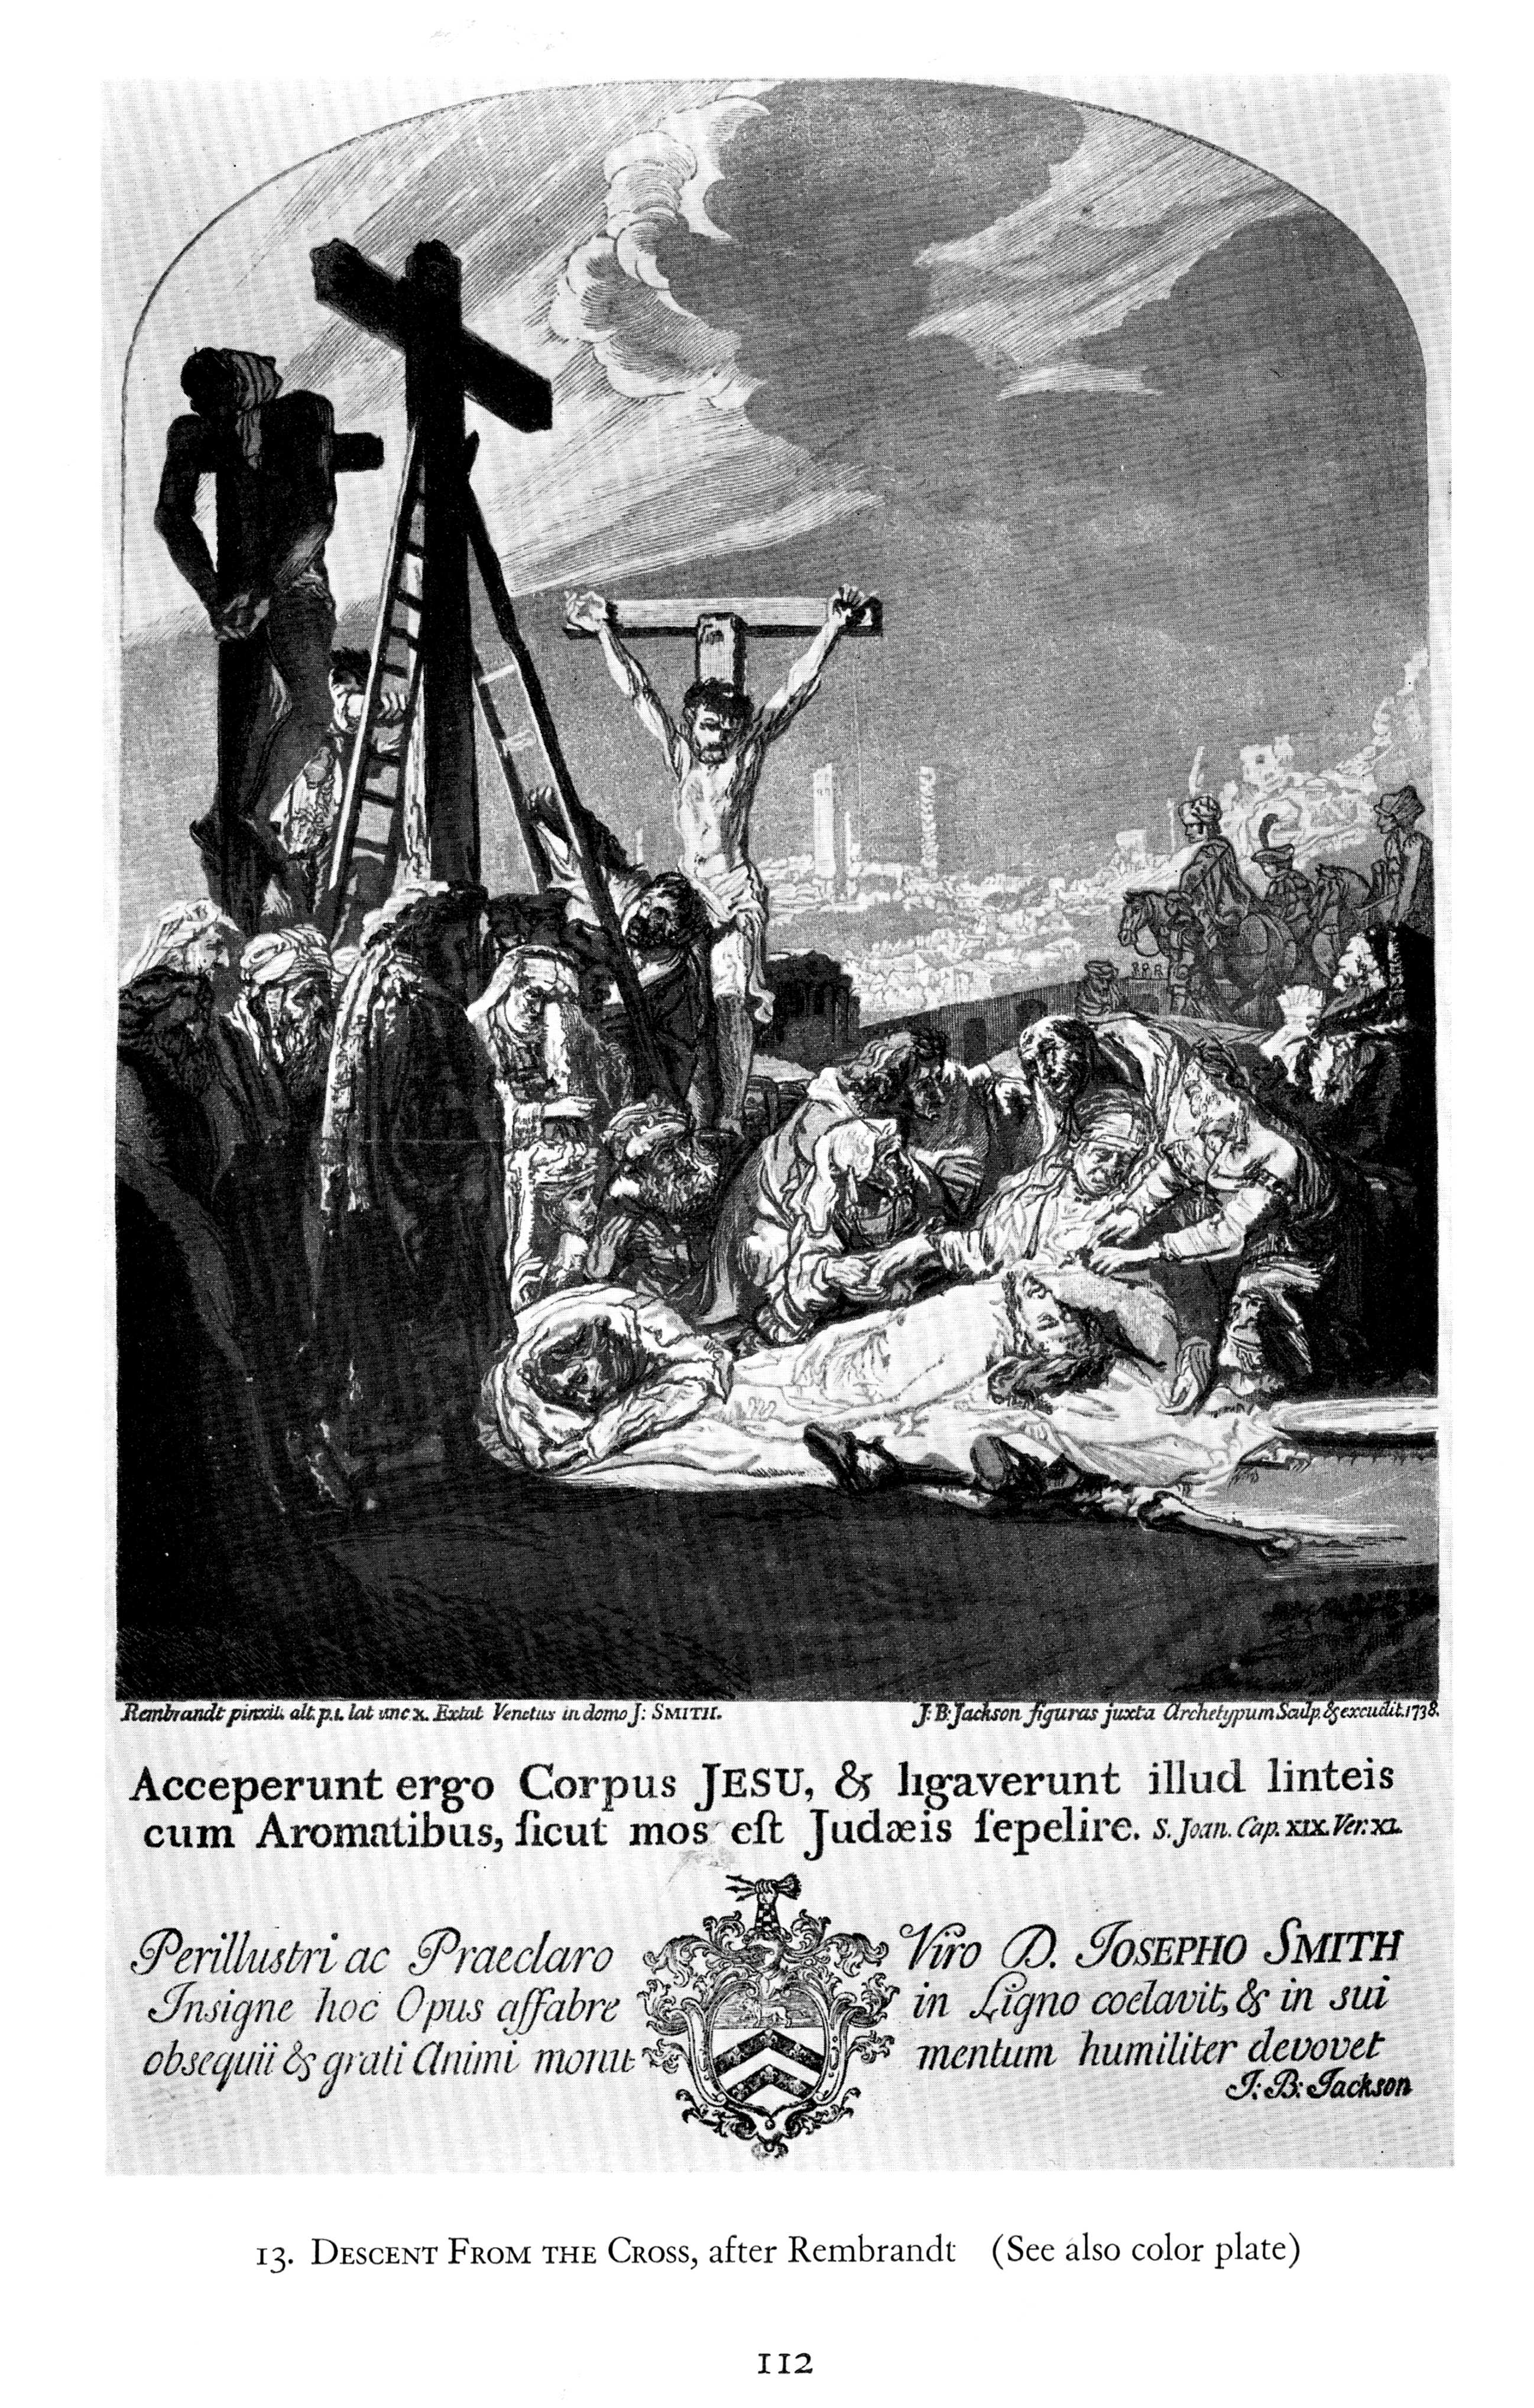 Rembrandt pinxit. alt. p.1. lat unc x. Extat Venetus in domo J: SMITH.
J: B: Jackson figuras juxta Archetypum Sculp. & excudit. 1738.
Acceperunt ergo Corpus JESU, & ligaverunt illud linteis
cum Aromatibus, ſicut mos eſt Judæis ſepelire. S. Joan. Cap. XIX. Ver: XL.
Perillustri ac Praeclaro Viro D. JOSEPHO SMITH
Insigne hoc Opus affabre in Ligno coelavit, & in sui
obsequii & grati Animi monu- mentum humiliter devovet
J: B: Jackson
13. DESCENT FROM THE CROSS, after Rembrandt (See also color plate)
112